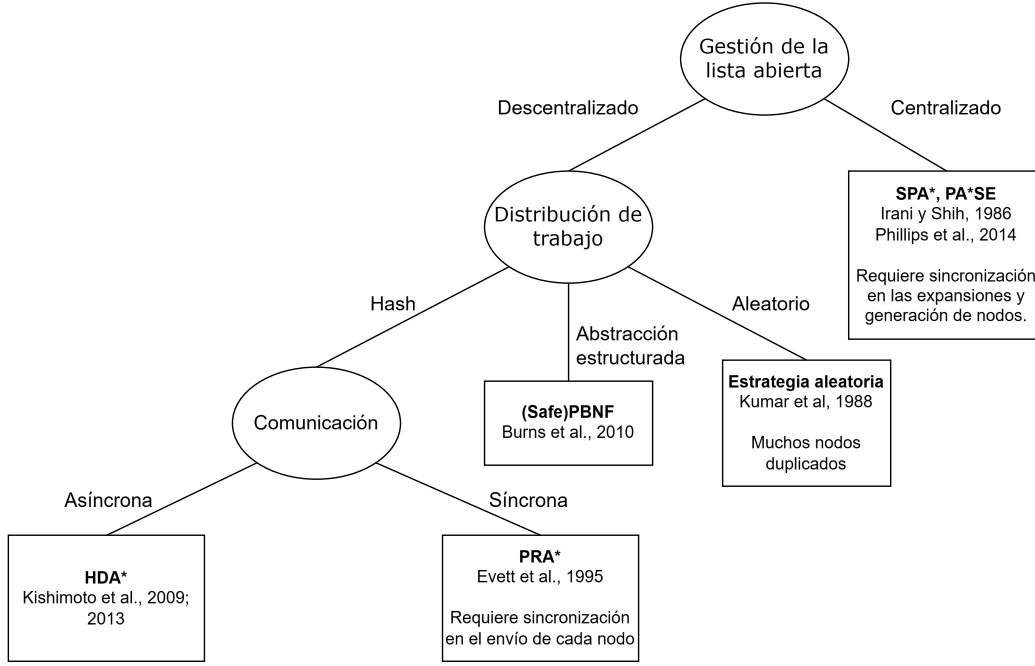 Gestión de la
lista abierta
Descentralizado
Centralizado
SPA*, PA*SE
Irani y Shih, 1986
Phillips et al., 2014
Requiere sincronización
en las expansiones y
generación de nodos.
Distribución de
trabajo
Hash
Abstracción
estructurada
Aleatorio
(Safe)PBNF
Burns et al., 2010
Estrategia aleatoria
Kumar et al, 1988
Muchos nodos
duplicados
Comunicación
Asíncrona
Síncrona
HDA*
Kishimoto et al., 2009;
2013
PRA*
Evett et al., 1995
Requiere sincronización
en el envío de cada nodo